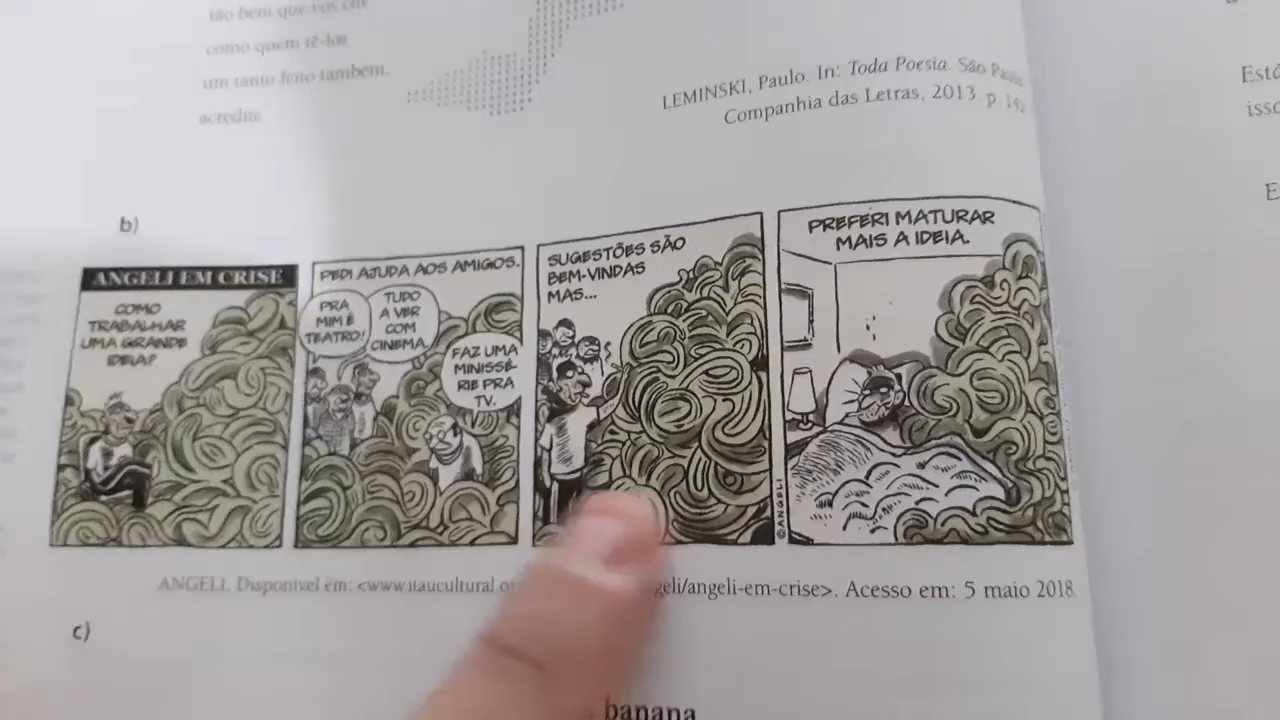 tão bem que vos
como quem tê-los
um tanto feito também,
acredite
LEMINSKI, Paulo. In: Toda Poesia. São Paulo
Companhia das Letras, 2013 p. 142
b)
ANGELI EM CRISE
COMO
TRABALHAR
UMA GRANDE
IDEIA?
PEDI AJUDA AOS AMIGOS.
PRA
MIM É
TEATRO!
TUDO
A VER
COM
CINEMA.
FAZ UMA
MINISSÉ-
RIE PRA
TV.
SUGESTÕES SÃO
BEM-VINDAS
MAS...
PREFERI MATURAR
MAIS A IDEIA.
©ANGELI
ANGELI. Disponível em: <www.itaucultural.o geli/angeli-em-crise>. Acesso em: 5 maio 2018.
c)
banana
Está
isso
E